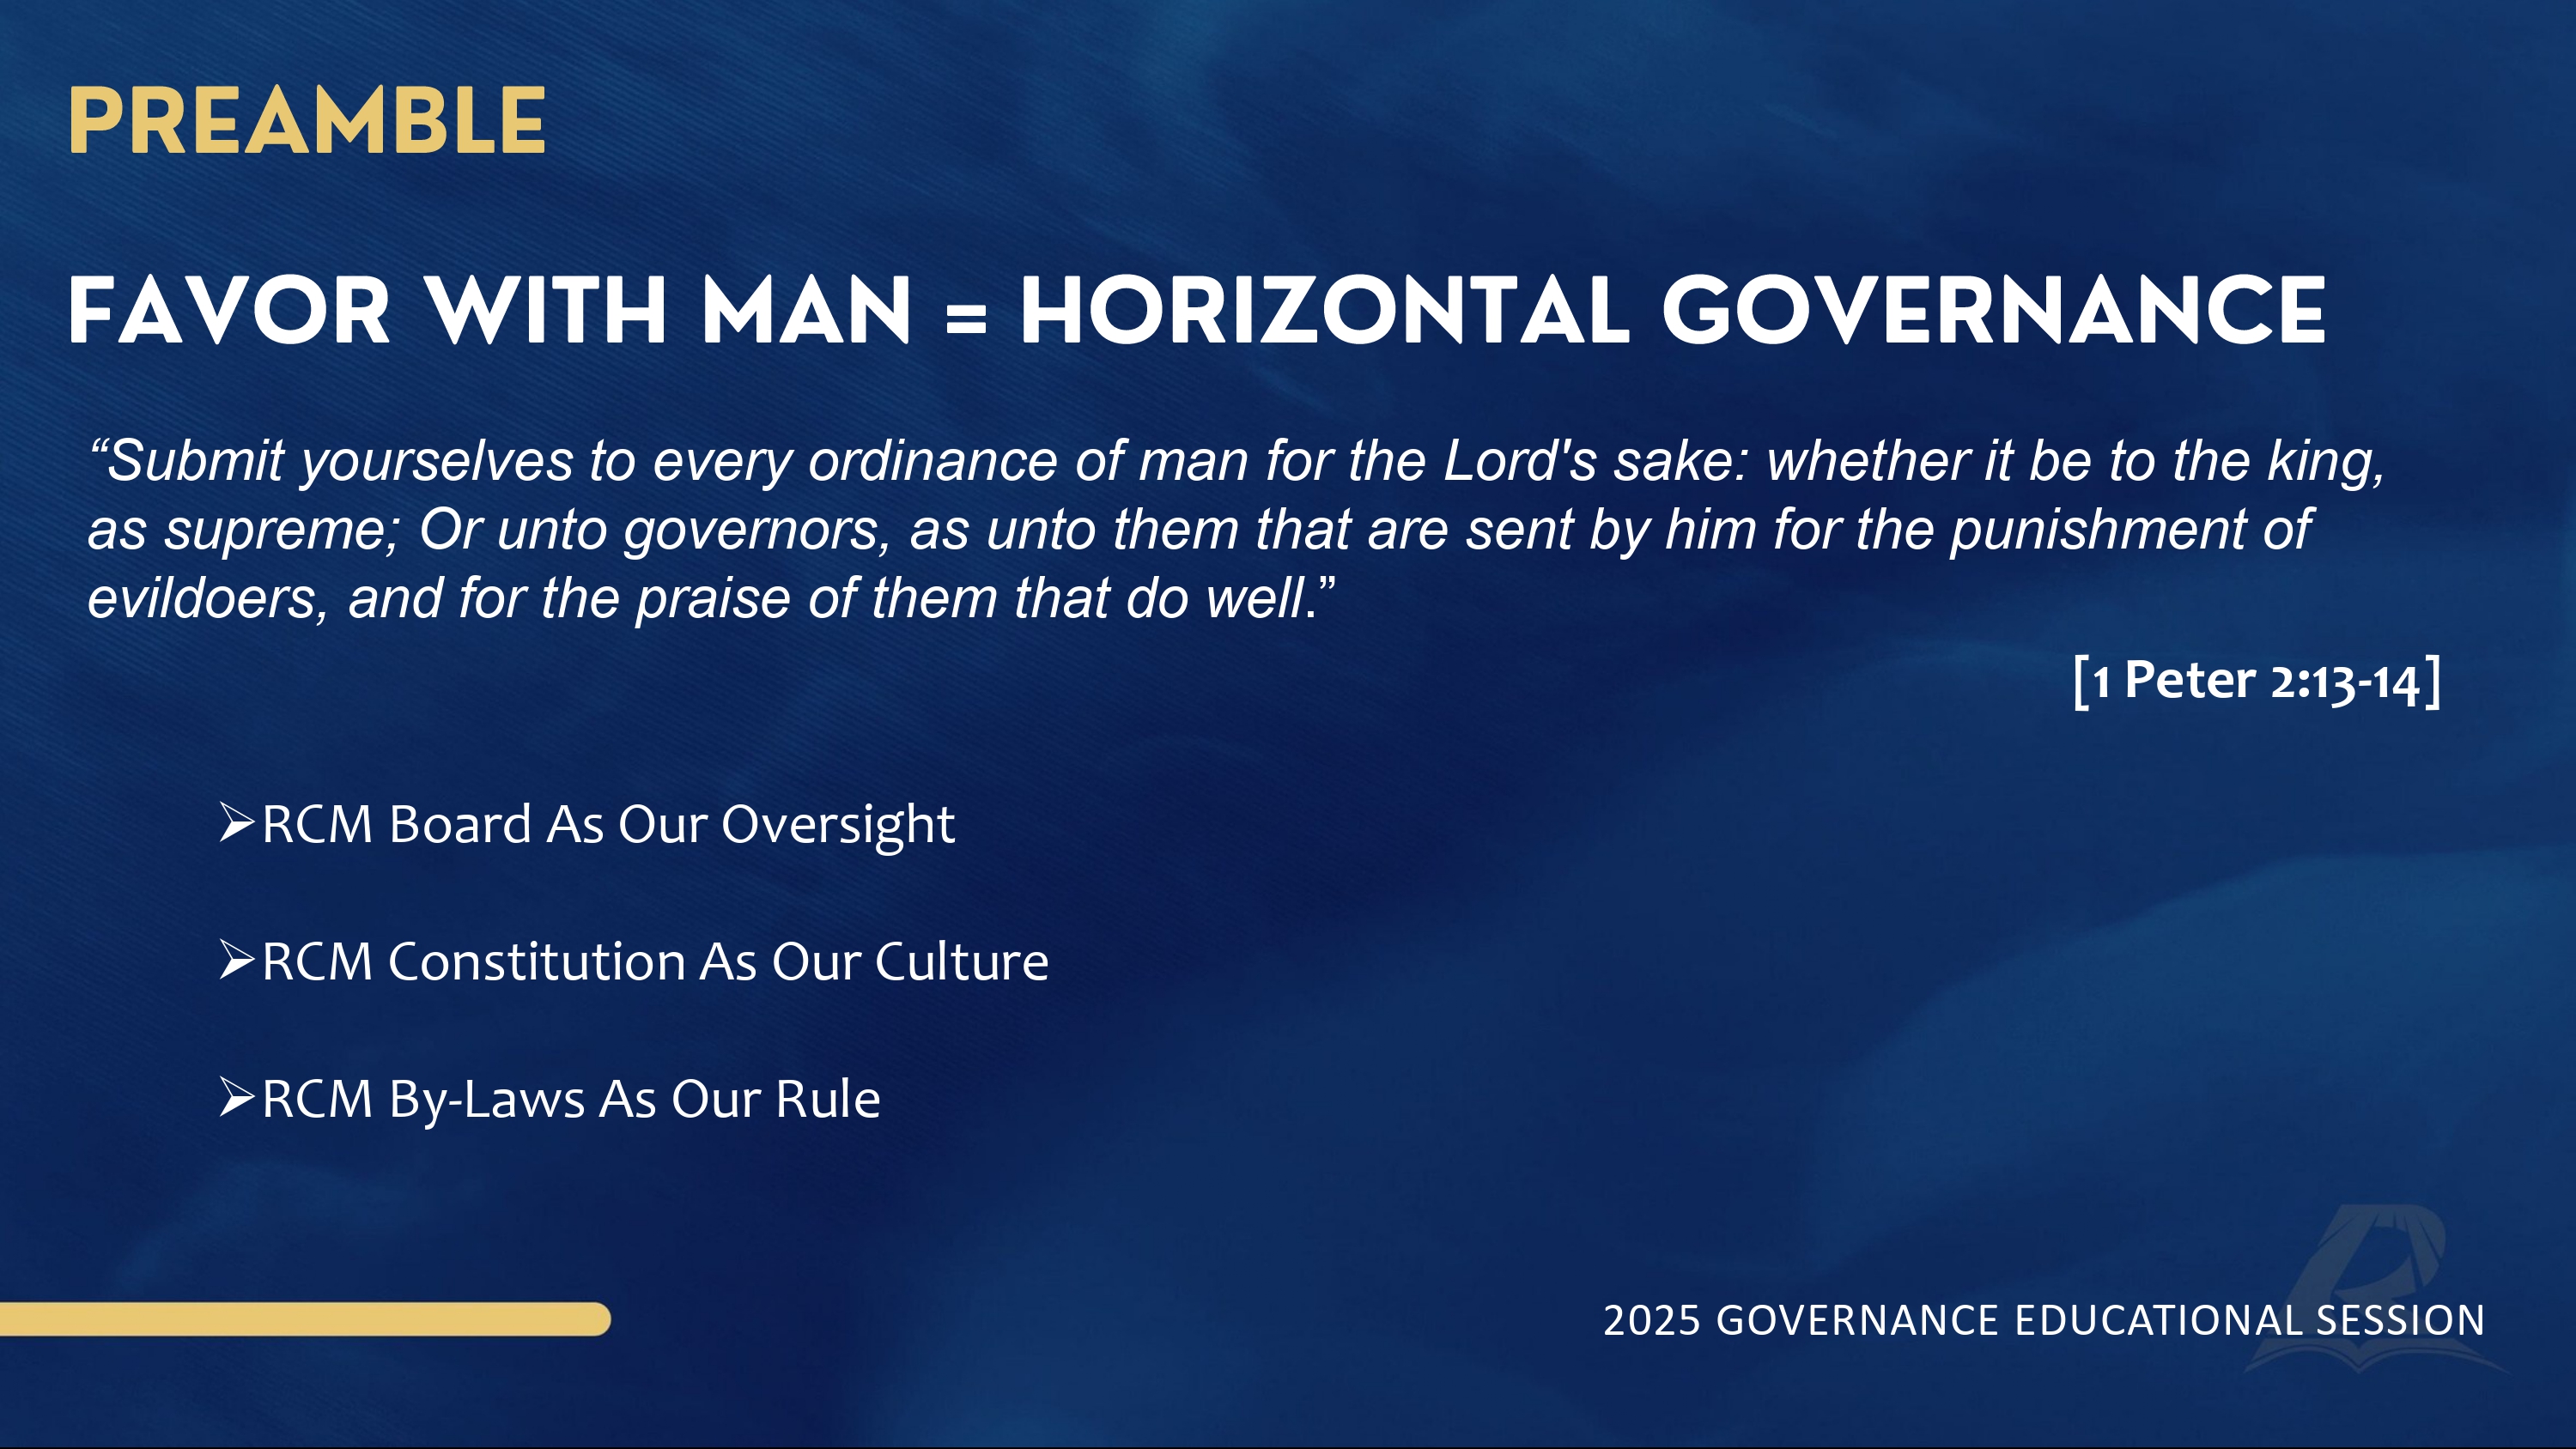 PREAMBLE
FAVOR WITH MAN = HORIZONTAL GOVERNANCE
“Submit yourselves to every ordinance of man for the Lord's sake: whether it be to the king,
as supreme; Or unto governors, as unto them that are sent by him for the punishment of
evildoers, and for the praise of them that do well.”
[1 Peter 2:13-14]
➢RCM Board As Our Oversight
➢RCM Constitution As Our Culture
➢RCM By-Laws As Our Rule
2025 GOVERNANCE EDUCATIONAL SESSION